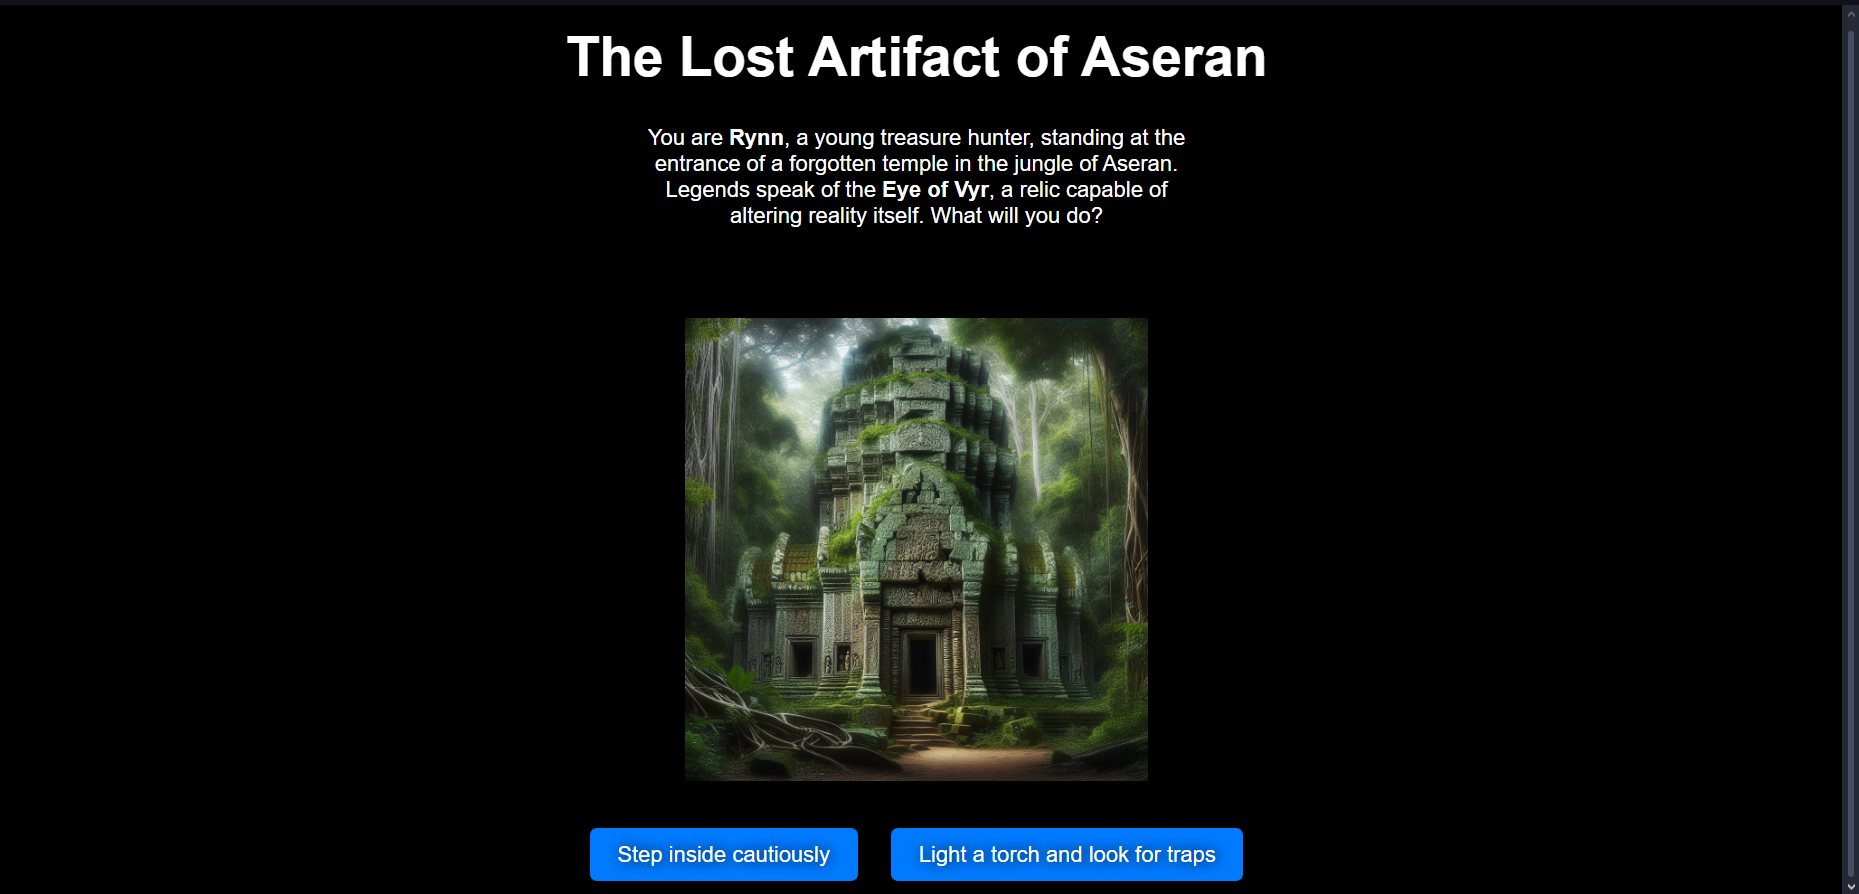 The Lost Artifact of Aseran
You are Rynn, a young treasure hunter, standing at the
entrance of a forgotten temple in the jungle of Aseran.
Legends speak of the Eye of Vyr, a relic capable of
altering reality itself. What will you do?
Step inside cautiously
Light a torch and look for traps